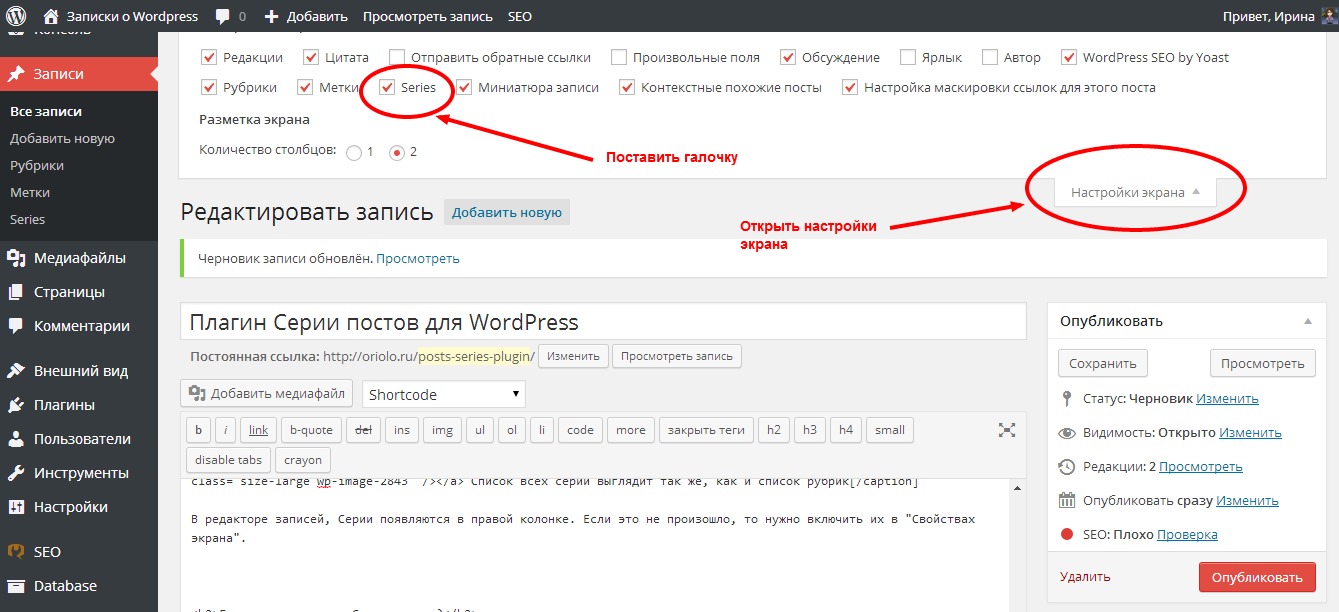 Записки о Wordpress 0 Добавить Просмотреть запись SEO Привет, Ирина
Консоль
Записи
Все записи
Добавить новую
Рубрики
Метки
Series
Медиафайлы
Страницы
Комментарии
Внешний вид
Плагины
Пользователи
Инструменты
Настройки
SEO
Database
Редакции Цитата Отправить обратные ссылки Произвольные поля Обсуждение Ярлык Автор WordPress SEO by Yoast
Рубрики Метки Series Миниатюра записи Контекстные похожие посты Настройка маскировки ссылок для этого поста
Разметка экрана
Количество столбцов: 1 2
Поставить галочку
Настройки экрана
Открыть настройки
экрана
Редактировать запись Добавить новую
Черновик записи обновлён. Просмотреть
Плагин Серии постов для WordPress
Постоянная ссылка: http://oriolo.ru/posts-series-plugin/ Изменить Просмотреть запись
Добавить медиафайл Shortcode
b i link b-quote del ins img ul ol li code more закрыть теги h2 h3 h4 small
disable tabs crayon
class= size-large wp-image-2843 /></a> Список всех серий выглядит так же, как и список рубрик[/caption]
В редакторе записей, Серии появляются в правой колонке. Если это не произошло, то нужно включить их в "Свойствах
экрана".
Опубликовать
Сохранить Просмотреть
Статус: Черновик Изменить
Видимость: Открыто Изменить
Редакции: 2 Просмотреть
Опубликовать сразу Изменить
SEO: Плохо Проверка
Удалить Опубликовать